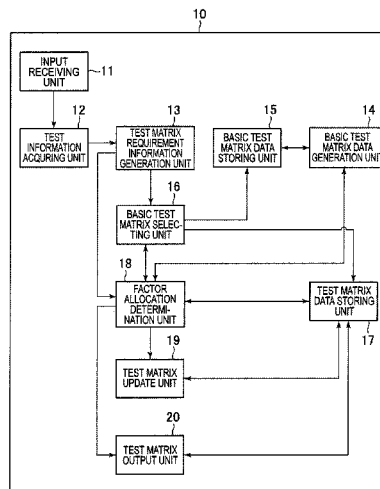 10
INPUT
RECEIVING
UNIT
11
12
TEST
INFORMATION
ACQURING UNIT
13
TEST MATRIX
REQUIREMENT
INFORMATION
GENERATION UNIT
15
BASIC TEST
MATRIX DATA
STORING UNIT
14
BASIC TEST
MATRIX DATA
GENERATION UNIT
16
BASIC TEST
MATRIX SELEC-
TING UNIT
18
FACTOR
ALLOCATION
DETERMI-
NATION UNIT
TEST MATRIX
DATA STORING
UNIT
17
19
TEST MATRIX
UPDATE UNIT
20
TEST MATRIX
OUTPUT UNIT